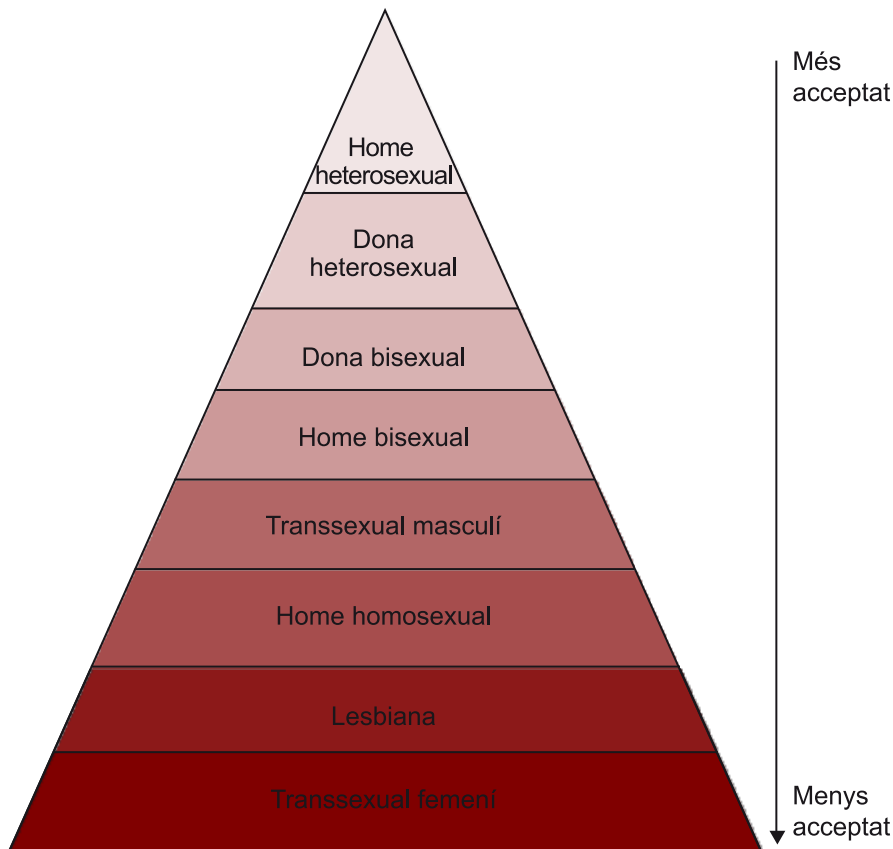 Més
acceptat
Home
heterosexual
Dona
heterosexual
Dona bisexual
Home bisexual
Transsexual masculí
Home homosexual
Lesbiana
Transsexual femení
Menys
acceptat